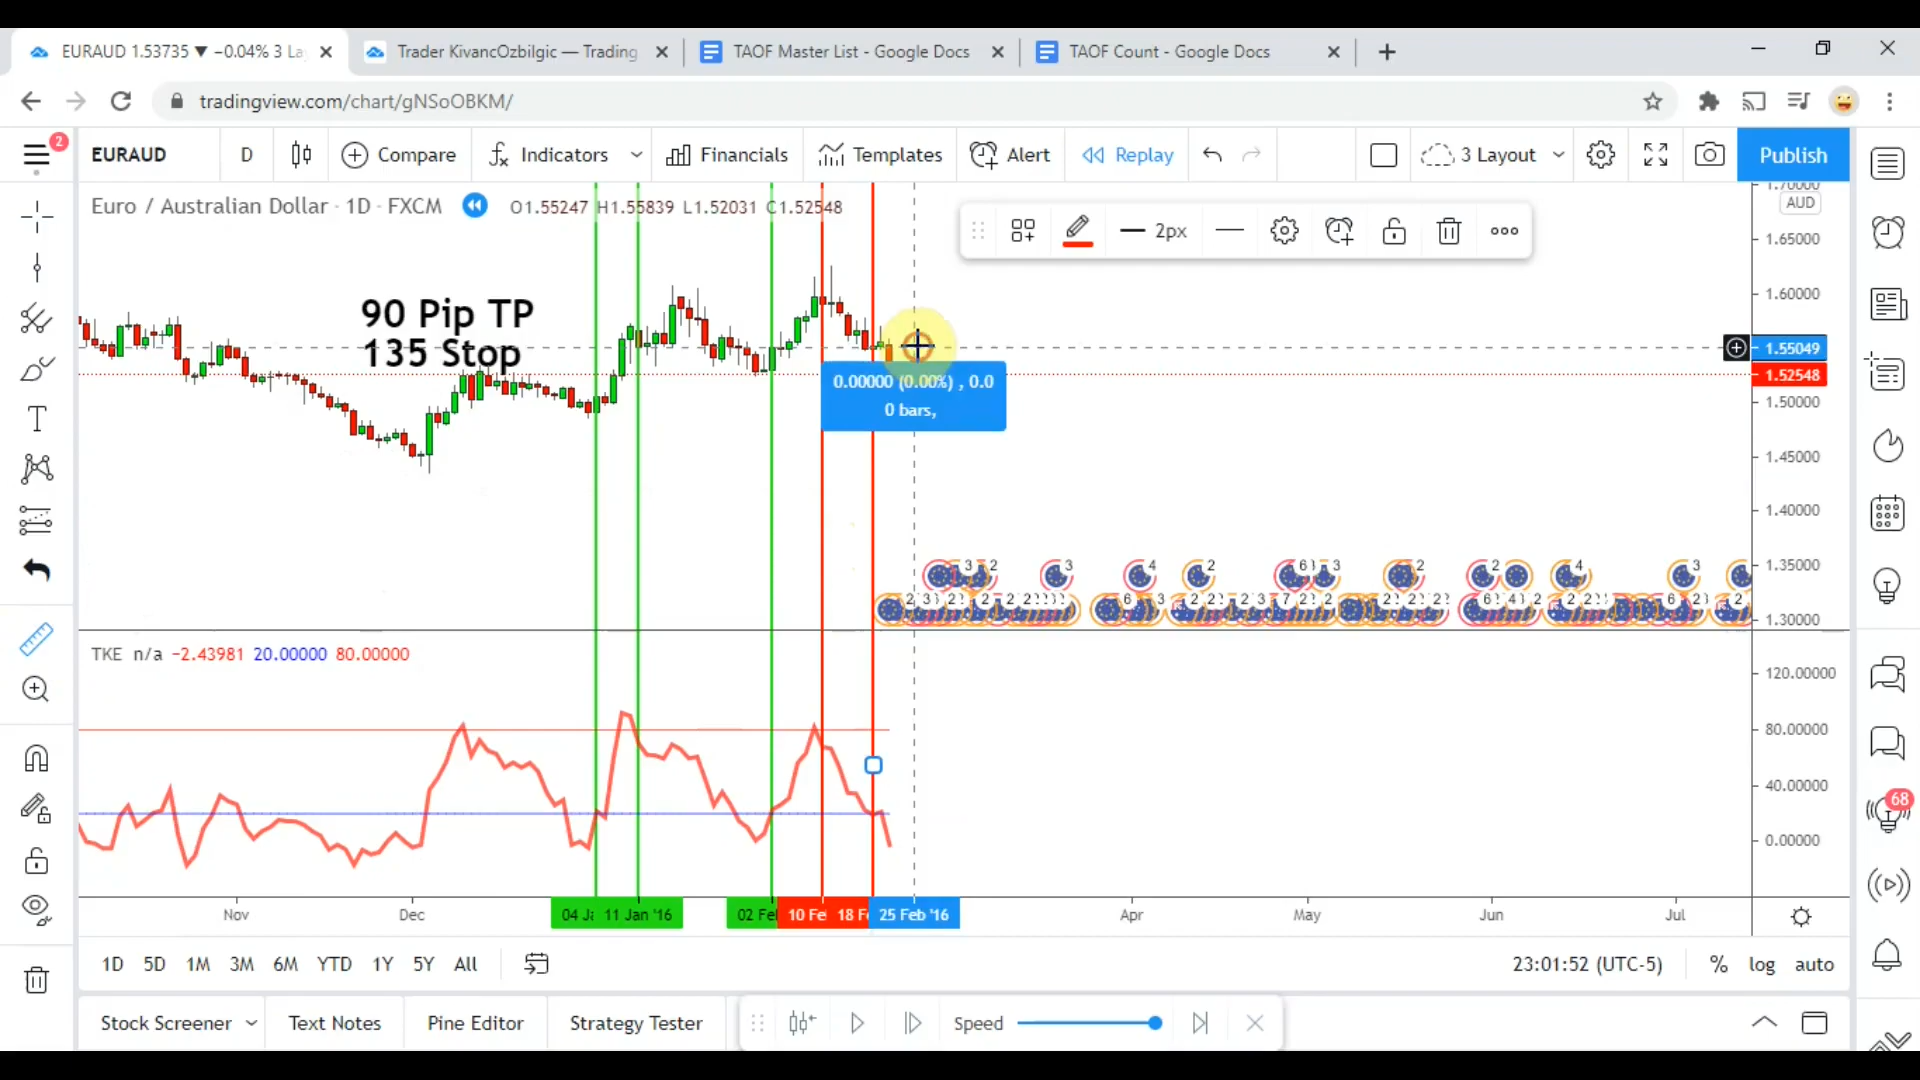 EURAUD 1.53735 ▼ −0.04% 3 La
Trader KivancOzbilgic — Trading
TAOF Master List - Google Docs
TAOF Count - Google Docs
tradingview.com/chart/gNSoOBKM/
2
EURAUD D Compare Indicators Financials Templates Alert Replay 3 Layout Publish
Euro / Australian Dollar · 1D · FXCM O1.55247 H1.55839 L1.52031 C1.52548
2px
1.70000
AUD
1.65000
1.60000
1.55049
1.52548
1.50000
1.45000
1.40000
1.35000
1.30000
90 Pip TP
135 Stop
0.00000 (0.00%) , 0.0
0 bars,
TKE n/a −2.43981 20.00000 80.00000
120.00000
80.00000
40.00000
0.00000
68
Nov Dec 04 Ja 11 Jan '16 02 Feb 10 Fe 18 Fe 25 Feb '16 Apr May Jun Jul
1D 5D 1M 3M 6M YTD 1Y 5Y All 23:01:52 (UTC-5) % log auto
Stock Screener Text Notes Pine Editor Strategy Tester Speed